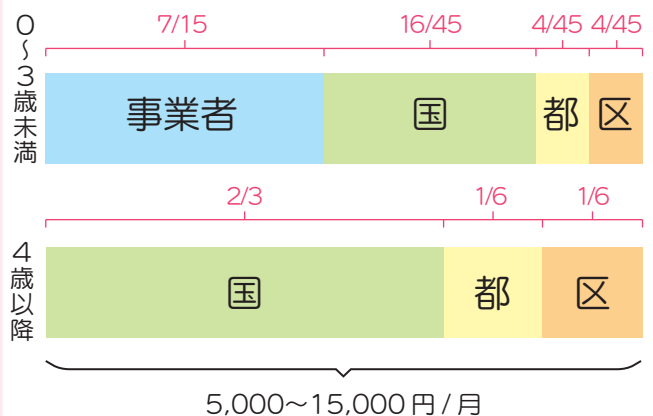 0〜3歳未満
7/15 16/45 4/45 4/45
事業者 国 都 区
4歳以降
2/3 1/6 1/6
国 都 区
5,000〜15,000円/月